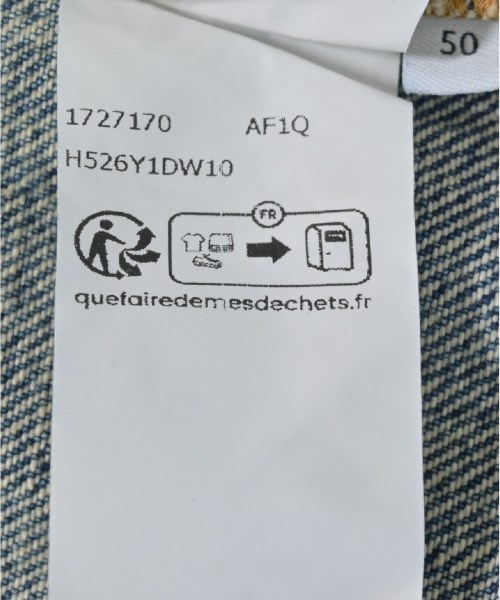 50
1727170 AF1Q
H526Y1DW10
FR
quefairedemesdechets.fr